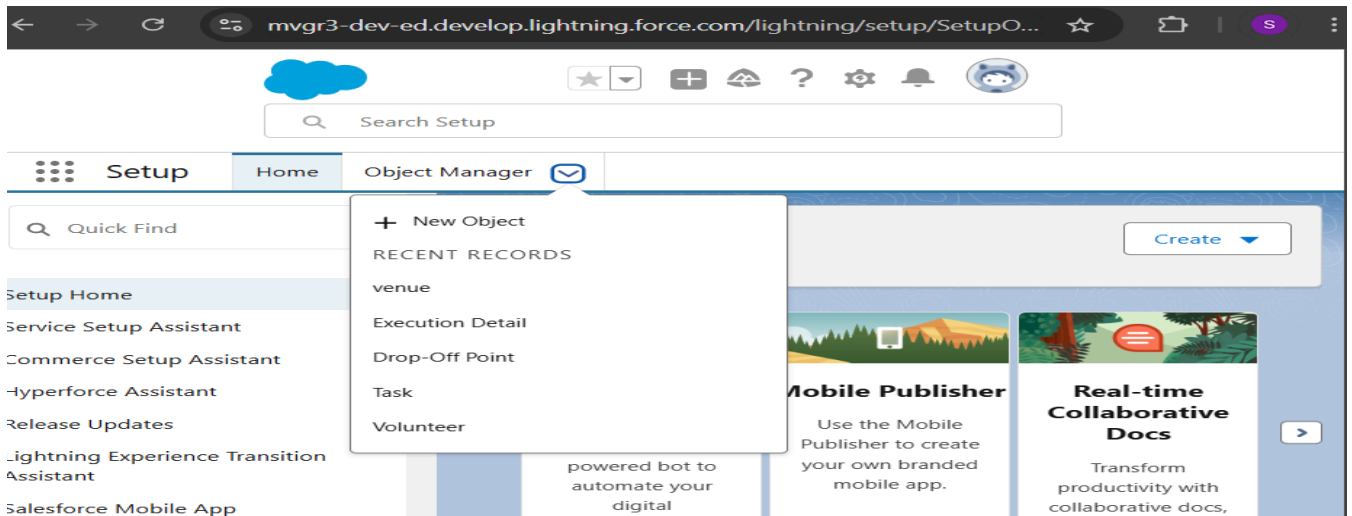 mvgr3-dev-ed.develop.lightning.force.com/lightning/setup/SetupO...
S
Search Setup
Setup
Home
Object Manager
Quick Find
+ New Object
RECENT RECORDS
venue
Execution Detail
Drop-Off Point
Task
Volunteer
Create
Setup Home
Service Setup Assistant
Commerce Setup Assistant
Hyperforce Assistant
Release Updates
Lightning Experience Transition
Assistant
Salesforce Mobile App
powered bot to
automate your
digital
Mobile Publisher
Use the Mobile
Publisher to create
your own branded
mobile app.
Real-time
Collaborative
Docs
Transform
productivity with
collaborative docs,